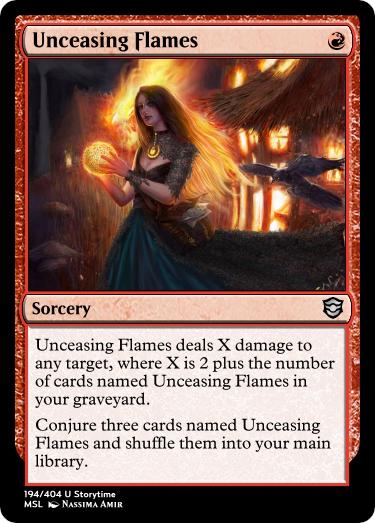 Unceasing Flames
Sorcery
Unceasing Flames deals X damage to
any target, where X is 2 plus the number
of cards named Unceasing Flames in
your graveyard.
Conjure three cards named Unceasing
Flames and shuffle them into your main
library.
194/404 U Storytime
MSL Nassima Amir